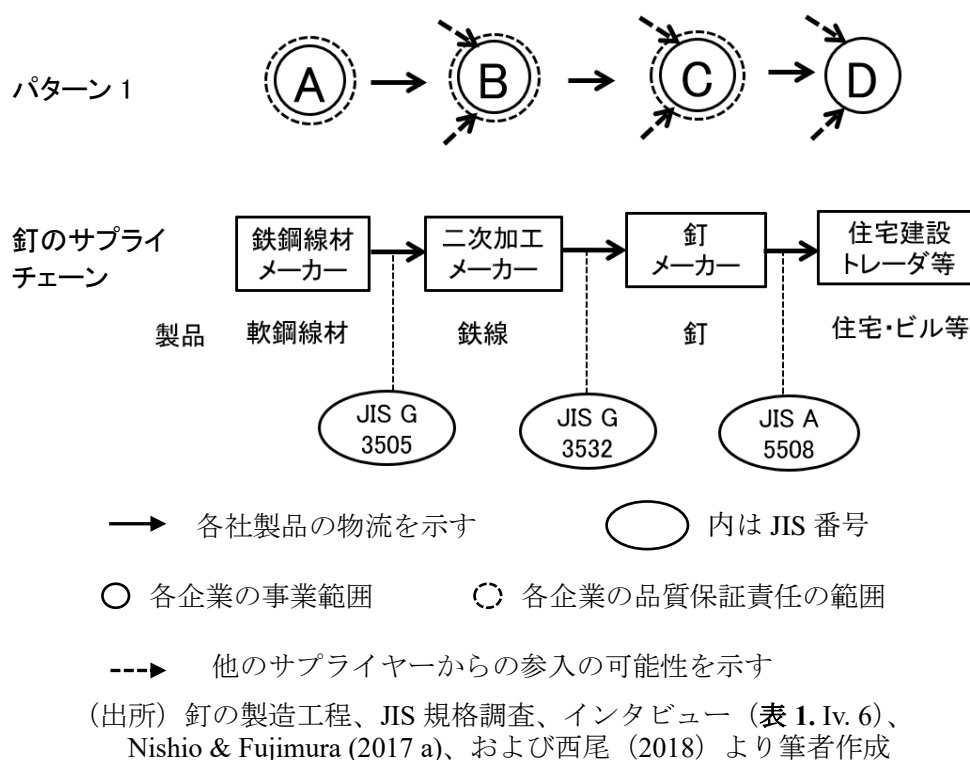 パターン 1
A
B
C
D
釘のサプライ
チェーン
鉄鋼線材
メーカー
二次加工
メーカー
釘
メーカー
住宅建設
トレーダ等
製品
軟鋼線材
鉄線
釘
住宅・ビル等
JIS G
3505
JIS G
3532
JIS A
5508
各社製品の物流を示す
内は JIS 番号
各企業の事業範囲
各企業の品質保証責任の範囲
他のサプライヤーからの参入の可能性を示す
（出所）釘の製造工程、JIS 規格調査、インタビュー（表 1. Iv. 6）、
Nishio & Fujimura (2017 a)、および西尾（2018）より筆者作成